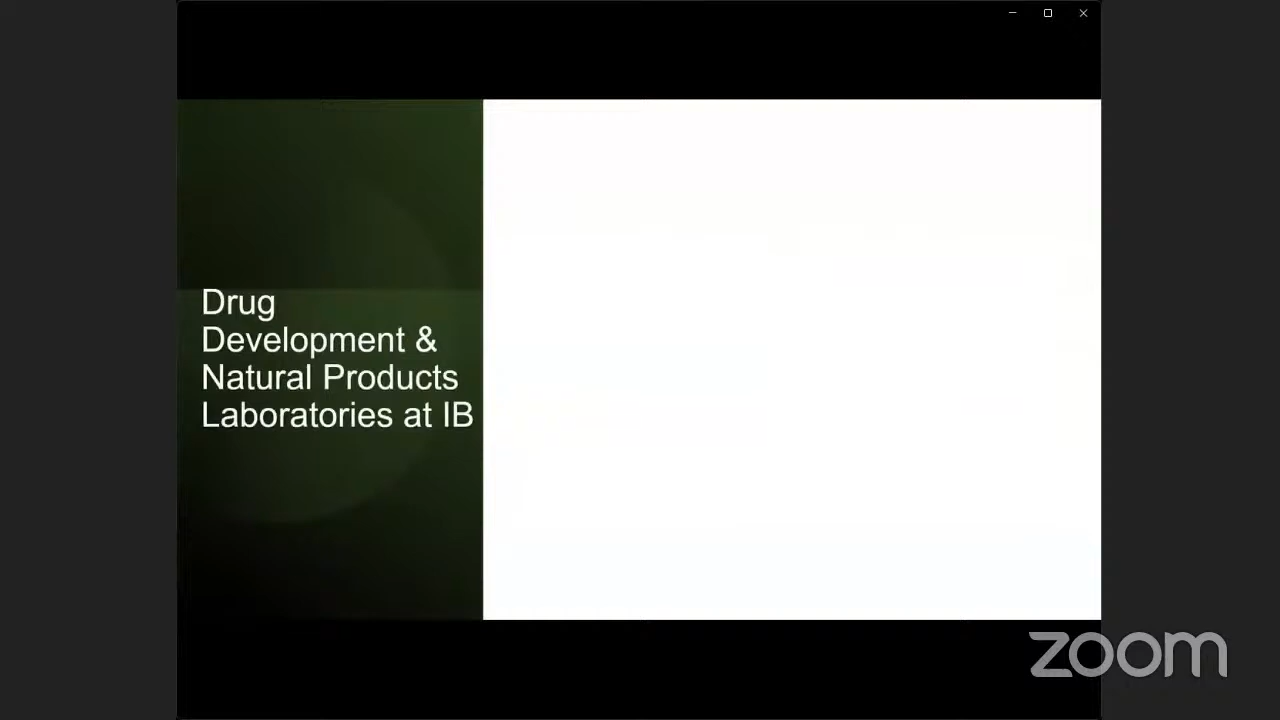 Drug
Development &
Natural Products
Laboratories at IB
zoom